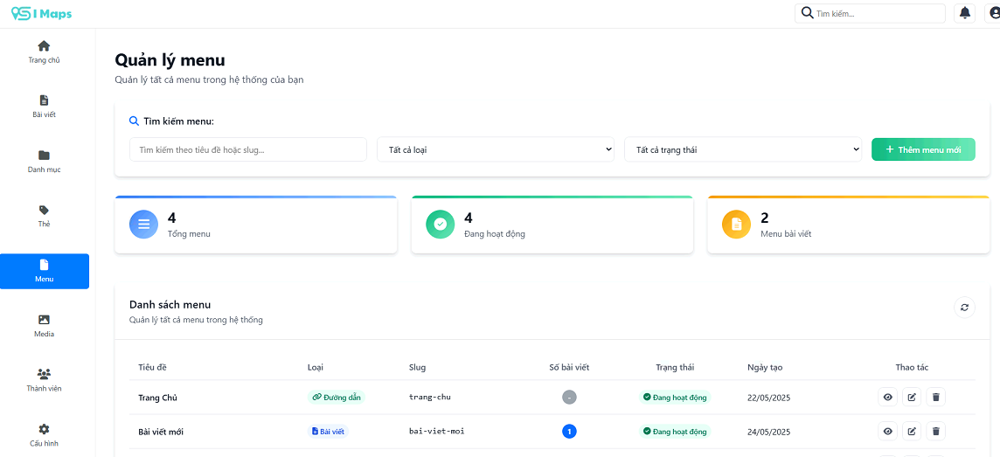 SI Maps
Tìm kiếm...
Trang chủ
Bài viết
Danh mục
Thẻ
Menu
Media
Thành viên
Cấu hình
Quản lý menu
Quản lý tất cả menu trong hệ thống của bạn
Tìm kiếm menu:
Tìm kiếm theo tiêu đề hoặc slug...
Tất cả loại
Tất cả trạng thái
+ Thêm menu mới
4
Tổng menu
4
Đang hoạt động
2
Menu bài viết
Danh sách menu
Quản lý tất cả menu trong hệ thống
Tiêu đề Loại Slug Số bài viết Trạng thái Ngày tạo Thao tác
Trang Chủ Đường dẫn trang-chu - Đang hoạt động 22/05/2025
Bài viết mới Bài viết bai-viet-moi 1 Đang hoạt động 24/05/2025